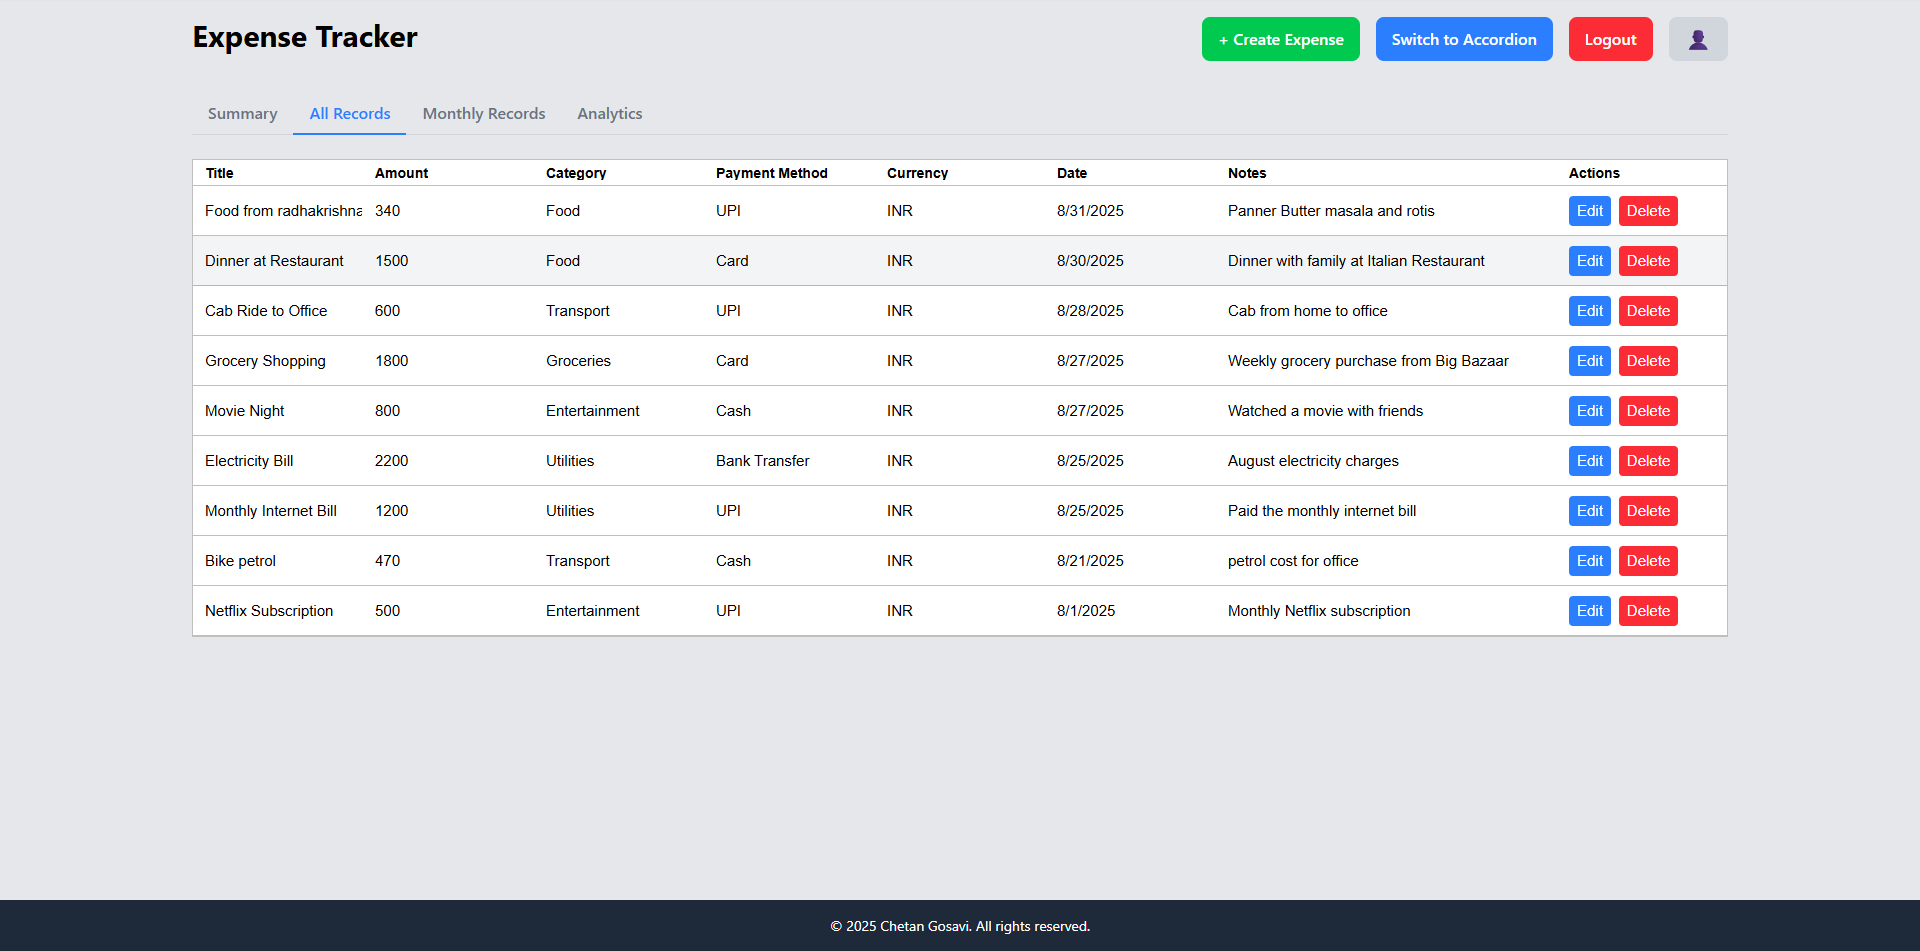 Expense Tracker
+ Create Expense Switch to Accordion Logout
Summary All Records Monthly Records Analytics
Title Amount Category Payment Method Currency Date Notes Actions
Food from radhakrishna 340 Food UPI INR 8/31/2025 Panner Butter masala and rotis Edit Delete
Dinner at Restaurant 1500 Food Card INR 8/30/2025 Dinner with family at Italian Restaurant Edit Delete
Cab Ride to Office 600 Transport UPI INR 8/28/2025 Cab from home to office Edit Delete
Grocery Shopping 1800 Groceries Card INR 8/27/2025 Weekly grocery purchase from Big Bazaar Edit Delete
Movie Night 800 Entertainment Cash INR 8/27/2025 Watched a movie with friends Edit Delete
Electricity Bill 2200 Utilities Bank Transfer INR 8/25/2025 August electricity charges Edit Delete
Monthly Internet Bill 1200 Utilities UPI INR 8/25/2025 Paid the monthly internet bill Edit Delete
Bike petrol 470 Transport Cash INR 8/21/2025 petrol cost for office Edit Delete
Netflix Subscription 500 Entertainment UPI INR 8/1/2025 Monthly Netflix subscription Edit Delete
© 2025 Chetan Gosavi. All rights reserved.